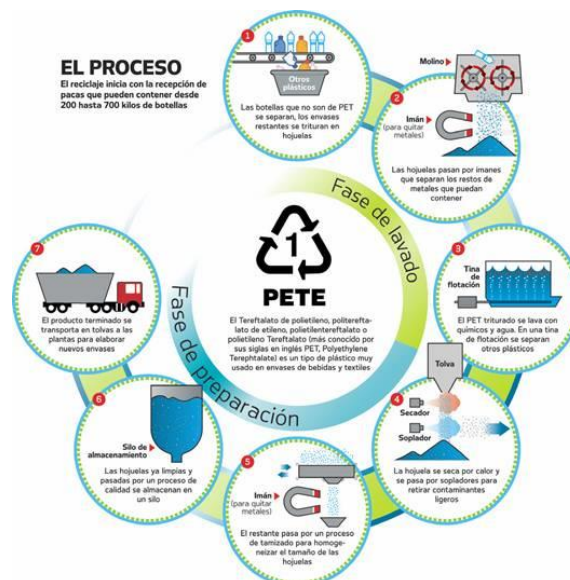 EL PROCESO
El reciclaje inicia con la recepción de
pacas que pueden contener desde
200 hasta 700 kilos de botellas
1
Otros
plásticos
Las botellas que no son de PET
se separan, los envases
restantes se trituran en
hojuelas
Molino
2
Imán
(para quitar
metales)
Las hojuelas pasan por imanes
que separan los restos de
metales que puedan
contener
3
Tina
de
flotación
El PET triturado se lava con
químicos y agua. En una tina
de flotación se separan
otros plásticos
Tolva
4
Secador
Soplador
La hojuela se seca por calor y
se pasa por sopladores para
retirar contaminantes
ligeros
5
Imán
(para quitar
metales)
El restante pasa por un proceso
de tamizado para homoge-
neizar el tamaño de las
hojuelas
6
Silo de
almacenamiento
Las hojuelas ya limpias y
pasadas por un proceso de
calidad se almacenan en
un silo
7
El producto terminado se
transporta en tolvas a las
plantas para elaborar
nuevos envases
Fase de lavado
Fase de preparación
1
PETE
El Tereftalato de polietileno, politerefta-
lato de etileno, polietilentereftalato o
polietileno Tereftalato (más conocido por
sus siglas en inglés PET, Polyethylene
Terephtalate) es un tipo de plástico muy
usado en envases de bebidas y textiles